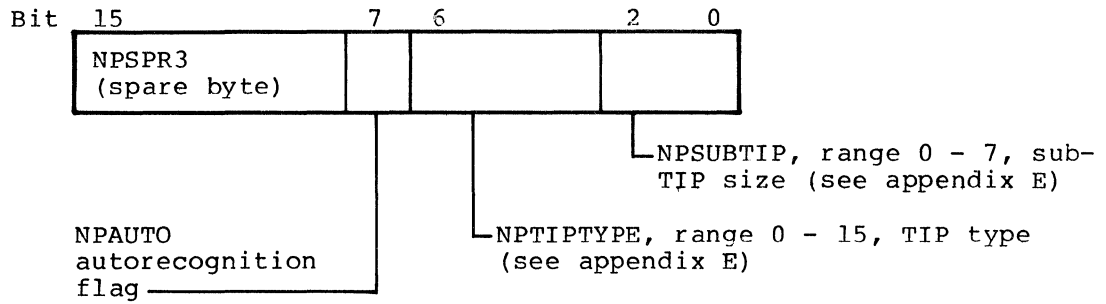 Bit 15 7 6 2 0
NPSPR3
(spare byte)
NPSUBTIP, range 0 - 7, sub-
TIP size (see appendix E)
NPTIPTYPE, range 0 - 15, TIP type
(see appendix E)
NPAUTO
autorecognition
flag